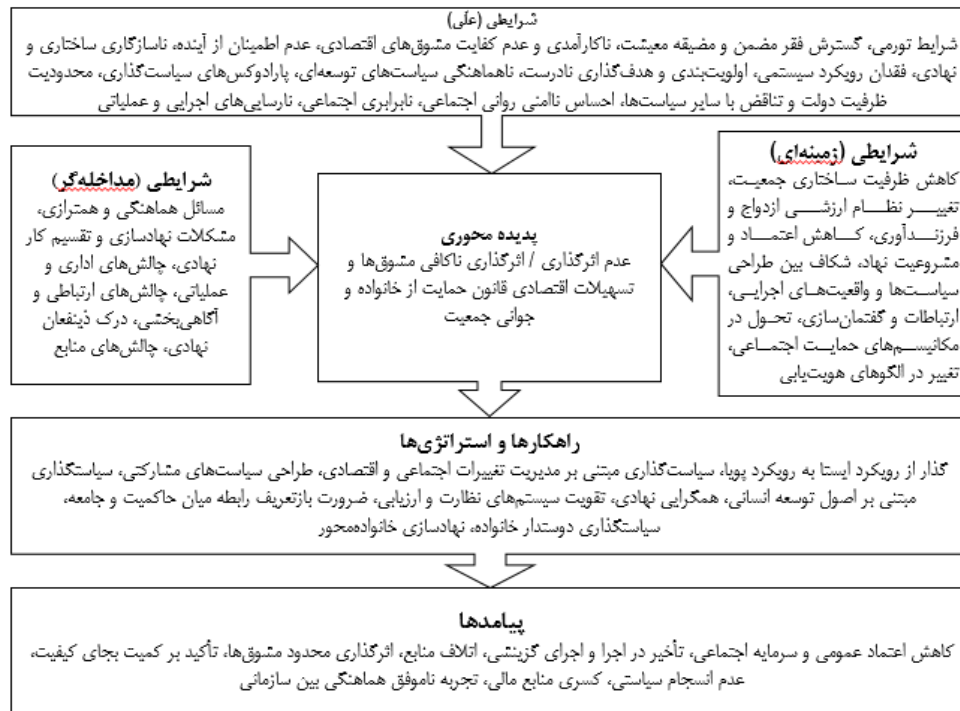 شرایطی (علّی)
شرایط تورمی، گسترش فقر مضمن و مضیقه معیشت، ناکارآمدی و عدم کفایت مشوق‌های اقتصادی، عدم اطمینان از آینده، ناسازگاری ساختاری و
نهادی، فقدان رویکرد سیستمی، اولویت‌بندی و هدف‌گذاری نادرست، ناهماهنگی سیاست‌های توسعه‌ای، پارادوکس‌های سیاست‌گذاری، محدودیت
ظرفیت دولت و تناقض با سایر سیاست‌ها، احساس ناامنی روانی اجتماعی، نابرابری اجتماعی، نارسایی‌های اجرایی و عملیاتی
شرایطی (زمینه‌ای)
کاهش ظرفیت ساختاری جمعیت،
تغییر نظام ارزشی ازدواج و
فرزندآوری، کاهش اعتماد و
مشروعیت نهاد، شکاف بین طراحی
سیاست‌ها و واقعیت‌های اجرایی،
ارتباطات و گفتمان‌سازی، تحول در
مکانیسم‌های حمایت اجتماعی،
تغییر در الگوهای هویت‌یابی
پدیده محوری
عدم اثرگذاری / اثرگذاری ناکافی مشوق‌ها و
تسهیلات اقتصادی قانون حمایت از خانواده و
جوانی جمعیت
شرایطی (مداخله‌گر)
مسائل هماهنگی و همترازی،
مشکلات نهادسازی و تقسیم کار
نهادی، چالش‌های اداری و
عملیاتی، چالش‌های ارتباطی و
آگاهی‌بخشی، درک ذینفعان
نهادی، چالش‌های منابع
راهکارها و استراتژی‌ها
گذار از رویکرد ایستا به رویکرد پویا، سیاست‌گذاری مبتنی بر مدیریت تغییرات اجتماعی و اقتصادی، طراحی سیاست‌های مشارکتی، سیاستگذاری
مبتنی بر اصول توسعه انسانی، همگرایی نهادی، تقویت سیستم‌های نظارت و ارزیابی، ضرورت بازتعریف رابطه میان حاکمیت و جامعه،
سیاستگذاری دوستدار خانواده، نهادسازی خانواده‌محور
پیامدها
کاهش اعتماد عمومی و سرمایه اجتماعی، تأخیر در اجرا و اجرای گزینشی، اتلاف منابع، اثرگذاری محدود مشوق‌ها، تأکید بر کمیت بجای کیفیت،
عدم انسجام سیاستی، کسری منابع مالی، تجربه ناموفق هماهنگی بین سازمانی